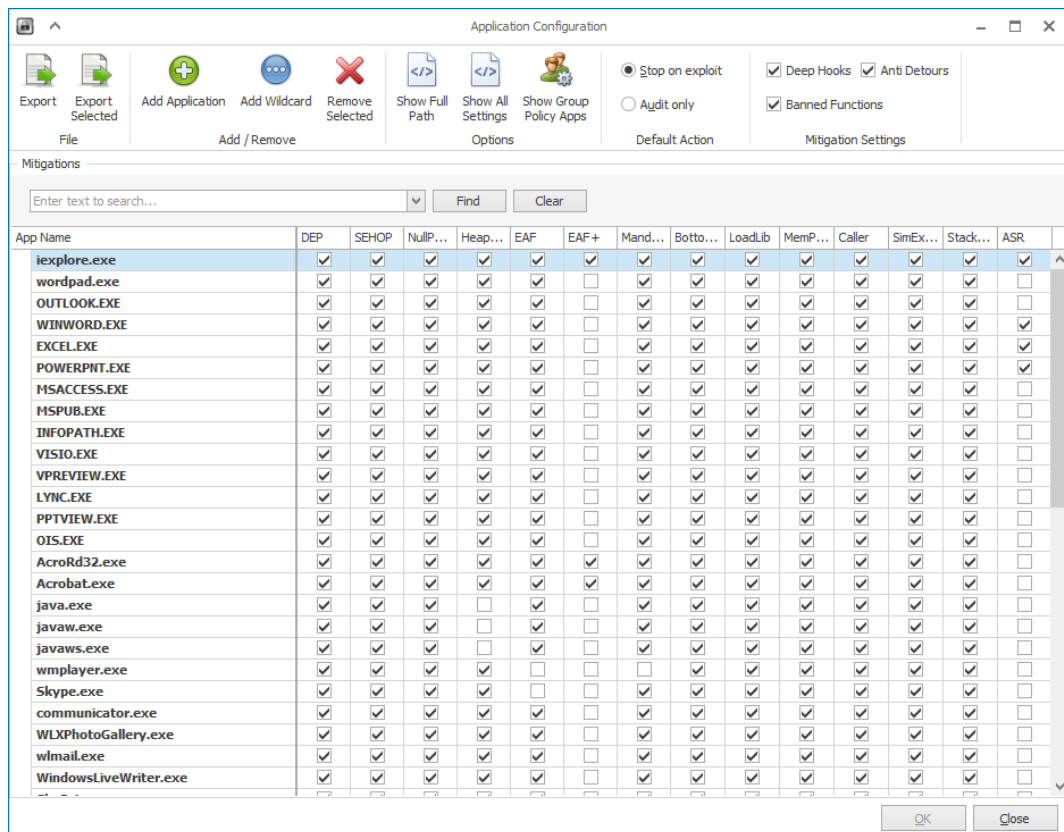 Application Configuration
Export
Export Selected
Add Application
Add Wildcard
Remove Selected
Show Full Path
Show All Settings
Show Group Policy Apps
Stop on exploit
Audit only
Deep Hooks
Anti Detours
Banned Functions
File
Add / Remove
Options
Default Action
Mitigation Settings
Mitigations
Enter text to search...
Find
Clear
App Name DEP SEHOP NullP... Heap... EAF EAF+ Mand... Botto... LoadLib MemP... Caller SimEx... Stack... ASR
iexplore.exe
wordpad.exe
OUTLOOK.EXE
WINWORD.EXE
EXCEL.EXE
POWERPNT.EXE
MSACCESS.EXE
MSPUB.EXE
INFOPATH.EXE
VISIO.EXE
VPREVIEW.EXE
LYNC.EXE
PPTVIEW.EXE
OIS.EXE
AcroRd32.exe
Acrobat.exe
java.exe
javaw.exe
javaws.exe
wmplayer.exe
Skype.exe
communicator.exe
WLXPhotoGallery.exe
wlmail.exe
WindowsLiveWriter.exe
OK
Close